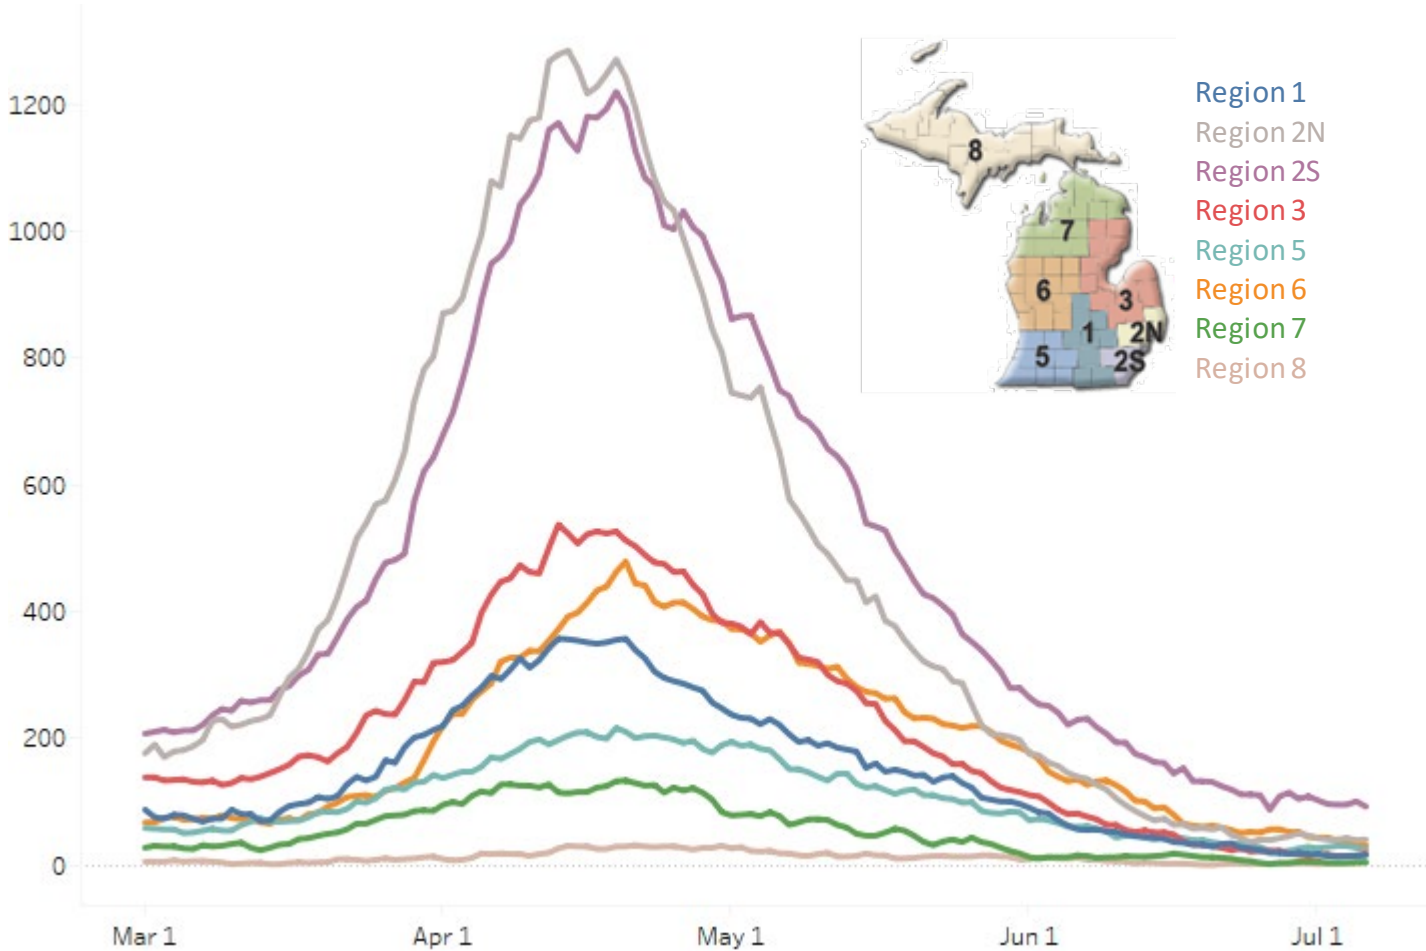 1200
1000
800
600
400
200
0
Mar 1
Apr 1
May 1
Jun 1
Jul 1
8
7
6
3
1
2N
5
2S
Region 1
Region 2N
Region 2S
Region 3
Region 5
Region 6
Region 7
Region 8